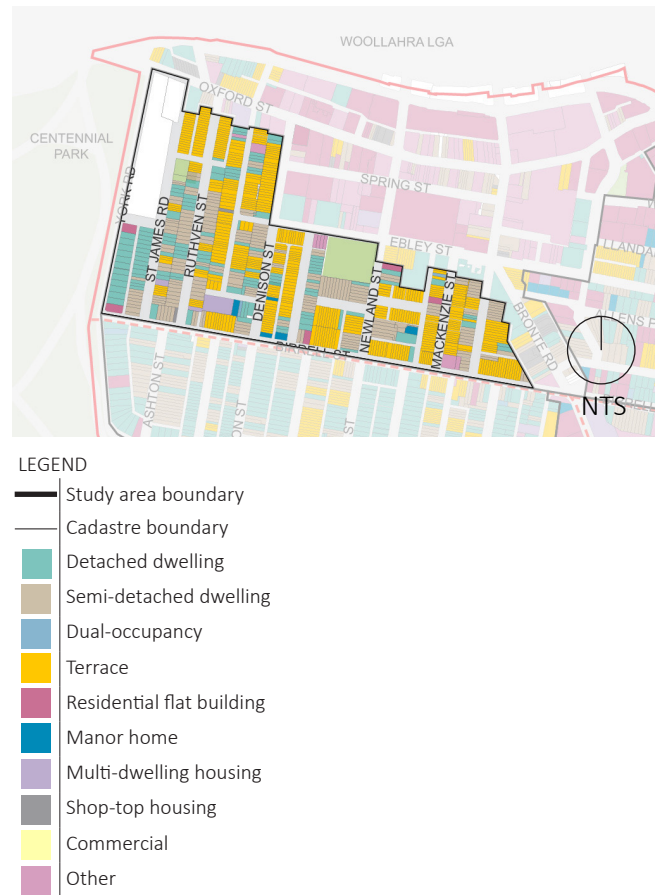 WOOLLAHRA LGA
OXFORD ST
CENTENNIAL
PARK
SPRING ST
YORK RD
ST JAMES RD
RUTHVEN ST
EBLEY ST
DENISON ST
NEWLAND ST
MACKENZIE ST
BRONTE RD
BIRRELL ST
ASHTON ST
ON ST
ST
NTS
LEGEND
Study area boundary
Cadastre boundary
Detached dwelling
Semi-detached dwelling
Dual-occupancy
Terrace
Residential flat building
Manor home
Multi-dwelling housing
Shop-top housing
Commercial
Other